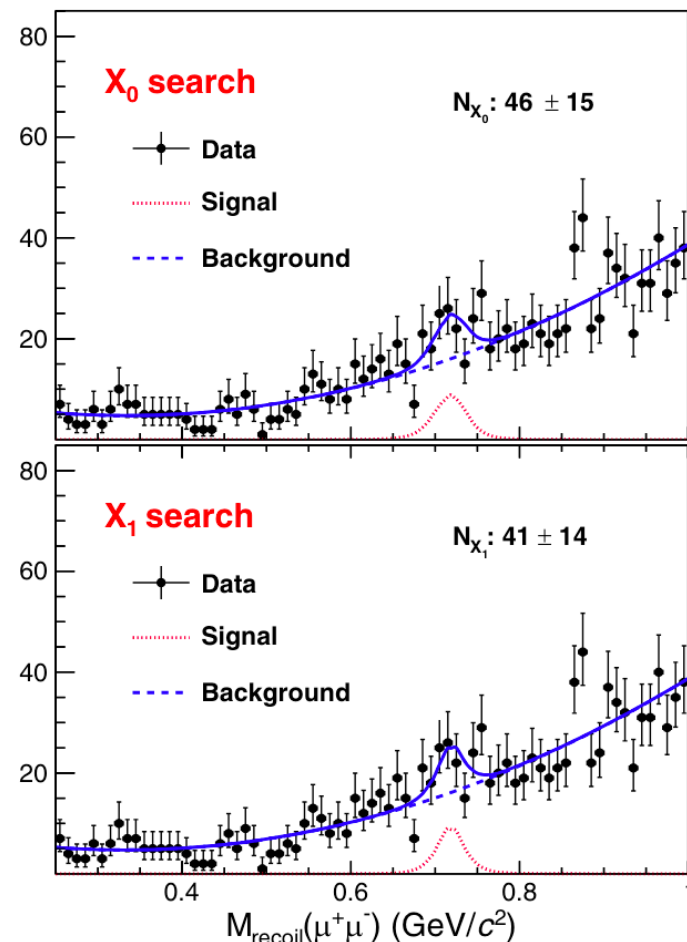 80
X₀ search
N_X₀: 46 ± 15
60
Data
Signal
40
Background
20
80
X₁ search
N_X₁: 41 ± 14
60
Data
Signal
40
Background
20
0.4 0.6 0.8 1
M_recoil(μ⁺μ⁻) (GeV/c²)